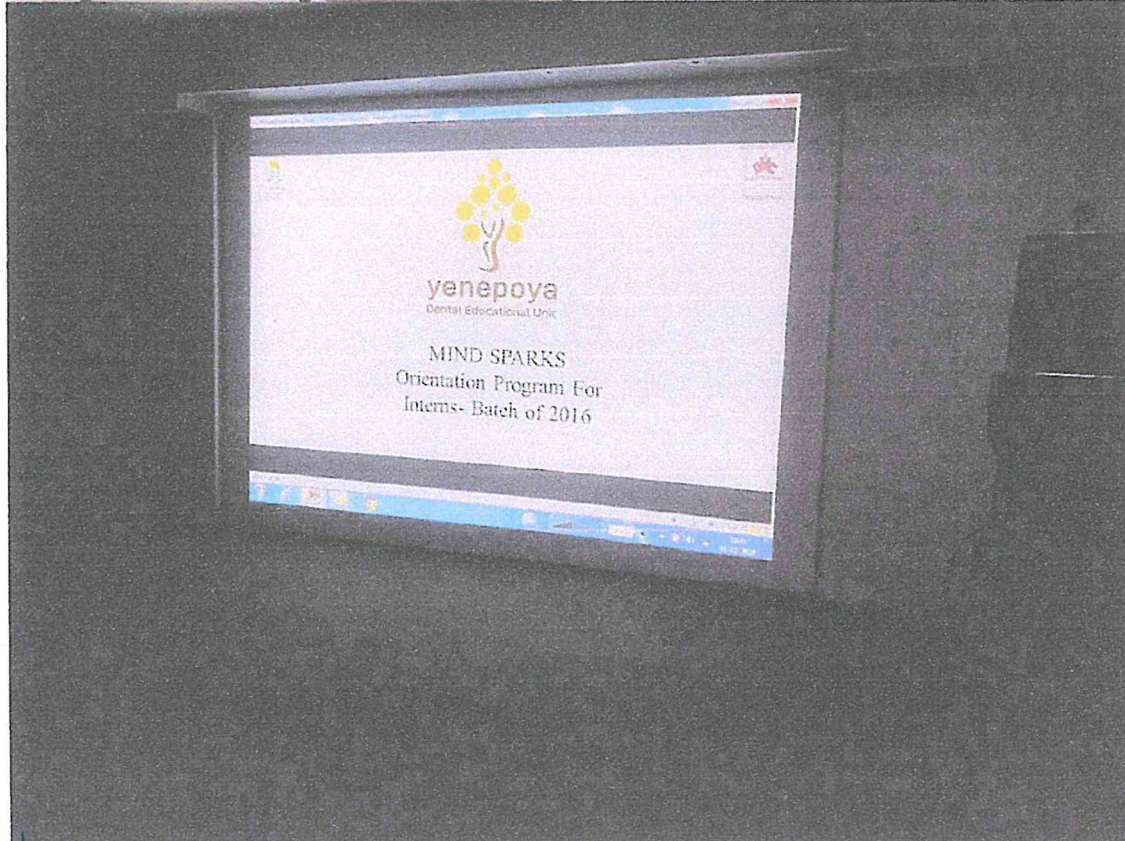 yenepoya
Dental Educational Unit
MIND SPARKS
Orientation Program For
Interns- Batch of 2016